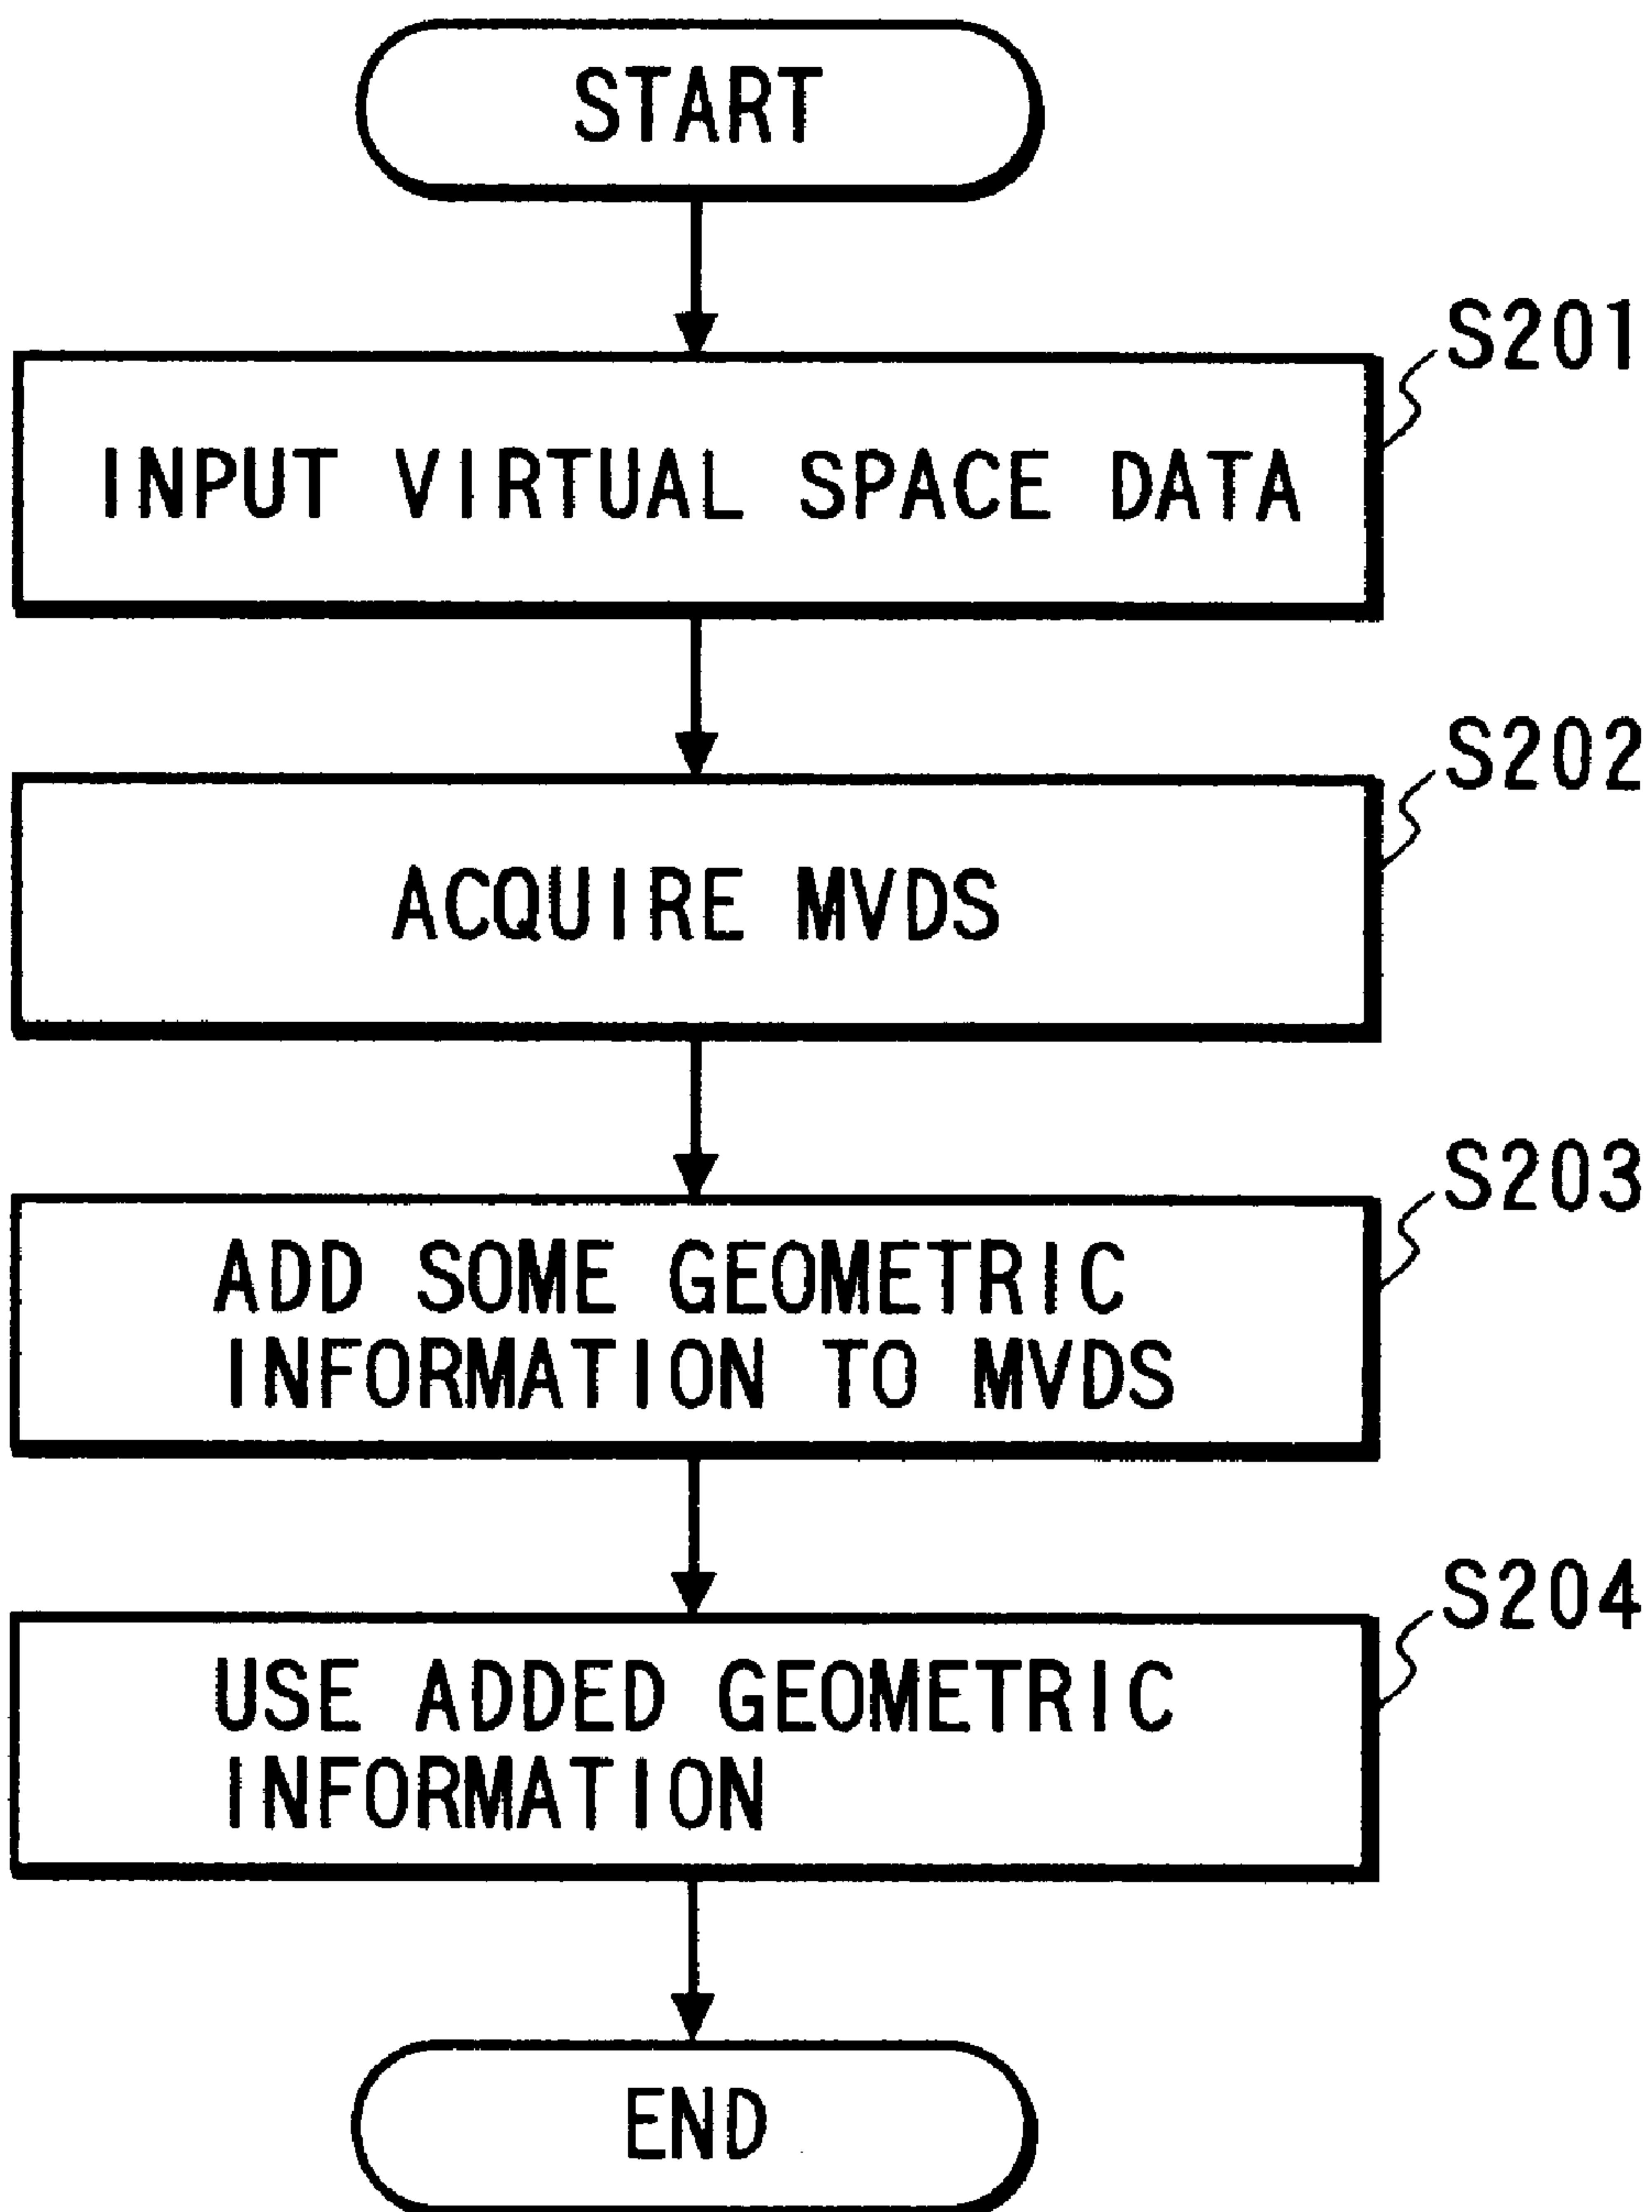 START
S201
INPUT VIRTUAL SPACE DATA
S202
ACQUIRE MVDS
S203
ADD SOME GEOMETRIC
INFORMATION TO MVDS
S204
USE ADDED GEOMETRIC
INFORMATION
END